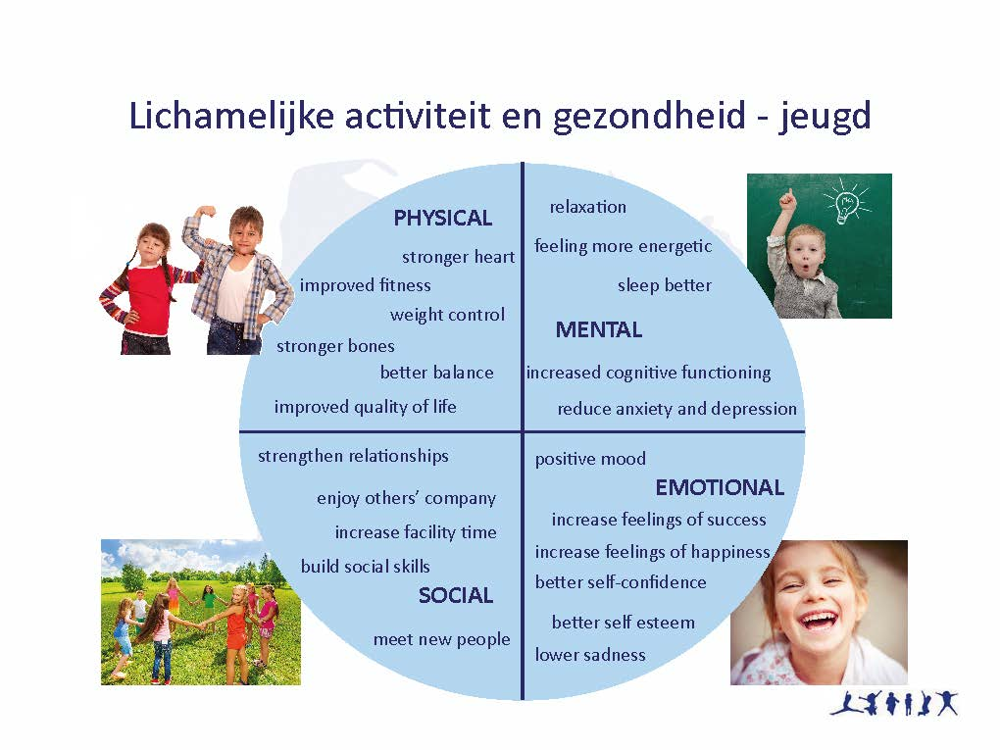 Lichamelijke activiteit en gezondheid - jeugd
PHYSICAL
stronger heart
improved fitness
weight control
stronger bones
better balance
improved quality of life
relaxation
feeling more energetic
sleep better
MENTAL
increased cognitive functioning
reduce anxiety and depression
strengthen relationships
enjoy others' company
increase facility time
build social skills
SOCIAL
meet new people
positive mood
EMOTIONAL
increase feelings of success
increase feelings of happiness
better self-confidence
better self esteem
lower sadness